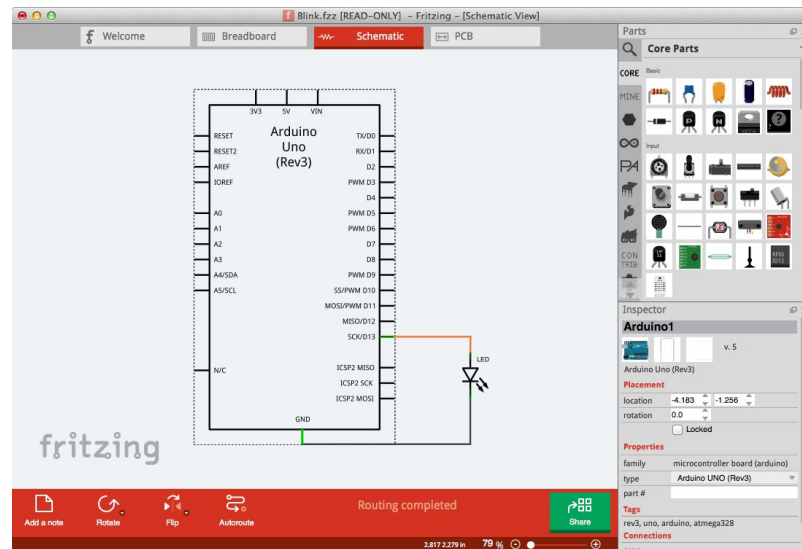 Blink.fzz [READ-ONLY] - Fritzing - [Schematic View]
Welcome
Breadboard
Schematic
PCB
3V3 5V VIN
Arduino
Uno
(Rev3)
RESET
RESET2
AREF
IOREF
A0
A1
A2
A3
A4/SDA
A5/SCL
N/C
TX/D0
RX/D1
D2
PWM D3
D4
PWM D5
PWM D6
D7
D8
PWM D9
SS/PWM D10
MOSI/PWM D11
MISO/D12
SCK/D13
ICSP2 MISO
ICSP2 SCK
ICSP2 MOSI
GND
LED
fritzing
Add a note
Rotate
Flip
Autoroute
Routing completed
Share
2.817 2.279 in 79 %
Parts
Core Parts
CORE
MINE
PA
CON
TRIB
Basic
P
N
?
Input
RFID
ID12
Inspector
Arduino1
v. 5
Arduino Uno (Rev3)
Placement
location -4.183 -1.256
rotation 0.0
Locked
Properties
family microcontroller board (arduino)
type Arduino UNO (Rev3)
part #
Tags
rev3, uno, arduino, atmega328
Connections